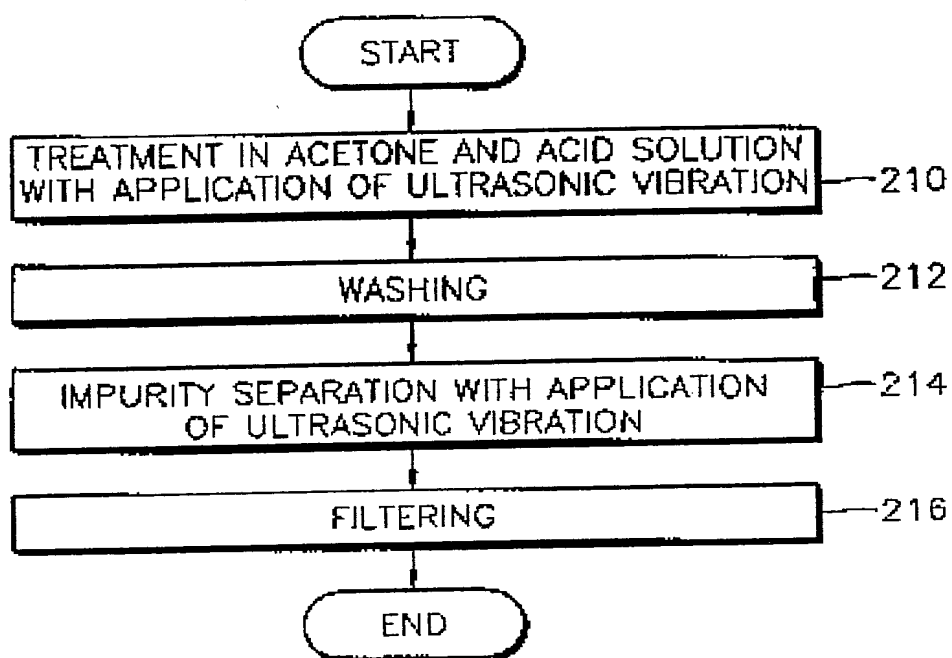 START
TREATMENT IN ACETONE AND ACID SOLUTION
WITH APPLICATION OF ULTRASONIC VIBRATION
210
WASHING
212
IMPURITY SEPARATION WITH APPLICATION
OF ULTRASONIC VIBRATION
214
FILTERING
216
END